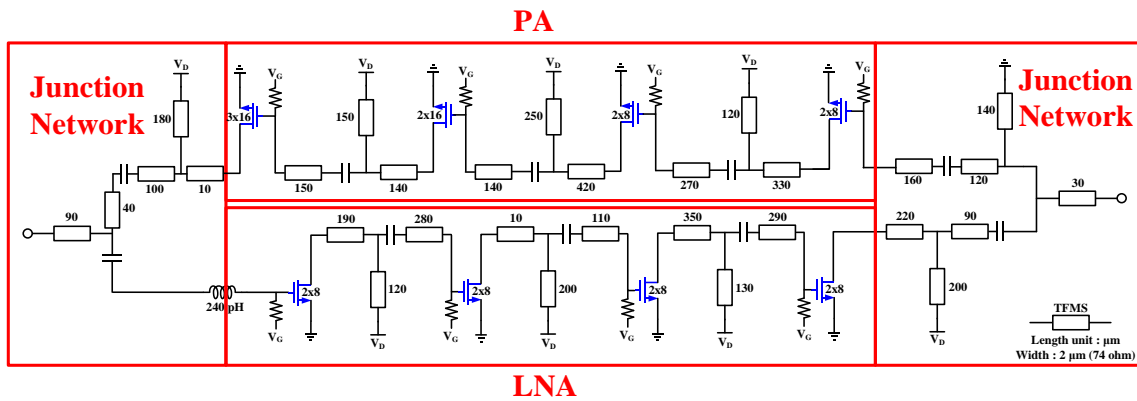 PA
Junction
Network
V_D
180
100
10
40
90
3x16
V_G
150
V_D
150
140
2x16
V_G
140
V_D
250
420
2x8
V_G
270
V_D
120
330
2x8
V_G
Junction
Network
140
160
120
30
240 pH
190
280
120
V_D
2x8
V_G
10
110
200
V_D
2x8
V_G
350
290
130
V_D
2x8
V_G
2x8
V_G
220
90
200
V_D
TFMS
Length unit : μm
Width : 2 μm (74 ohm)
LNA